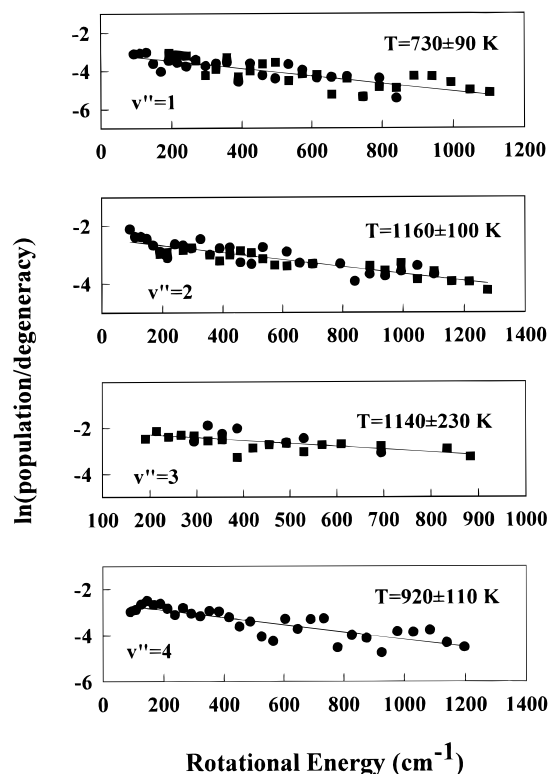 -2
-4
-6
T=730±90 K
v"=1
0 200 400 600 800 1000 1200
-2
-4
T=1160±100 K
v"=2
0 200 400 600 800 1000 1200 1400
ln(population/degeneracy)
-2
-4
T=1140±230 K
v"=3
100 200 300 400 500 600 700 800 900 1000
-2
-4
-6
T=920±110 K
v"=4
0 200 400 600 800 1000 1200 1400
Rotational Energy (cm-1)